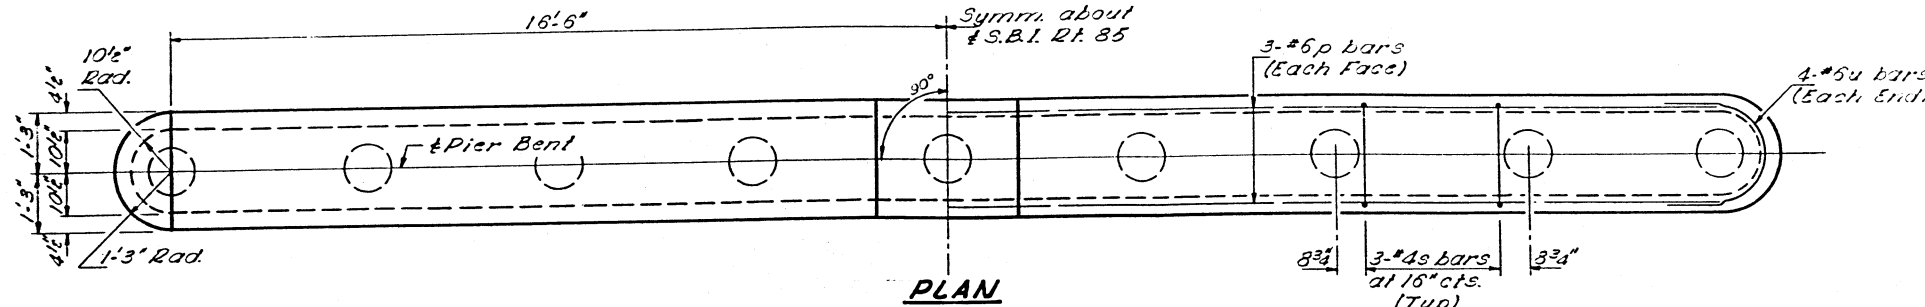 16'-6"
Symm. about
℄ S.B.I. Rt. 85
10½"
Rad.
3-#6p bars
(Each Face)
4-#6u bars
(Each End)
90°
4½"
1'-3"
10½"
℄ Pier Bent
1'-3"
10½"
4½"
1'-3" Rad.
8¾"
3-#4s bars
at 16" cts.
(Typ)
8¾"
PLAN